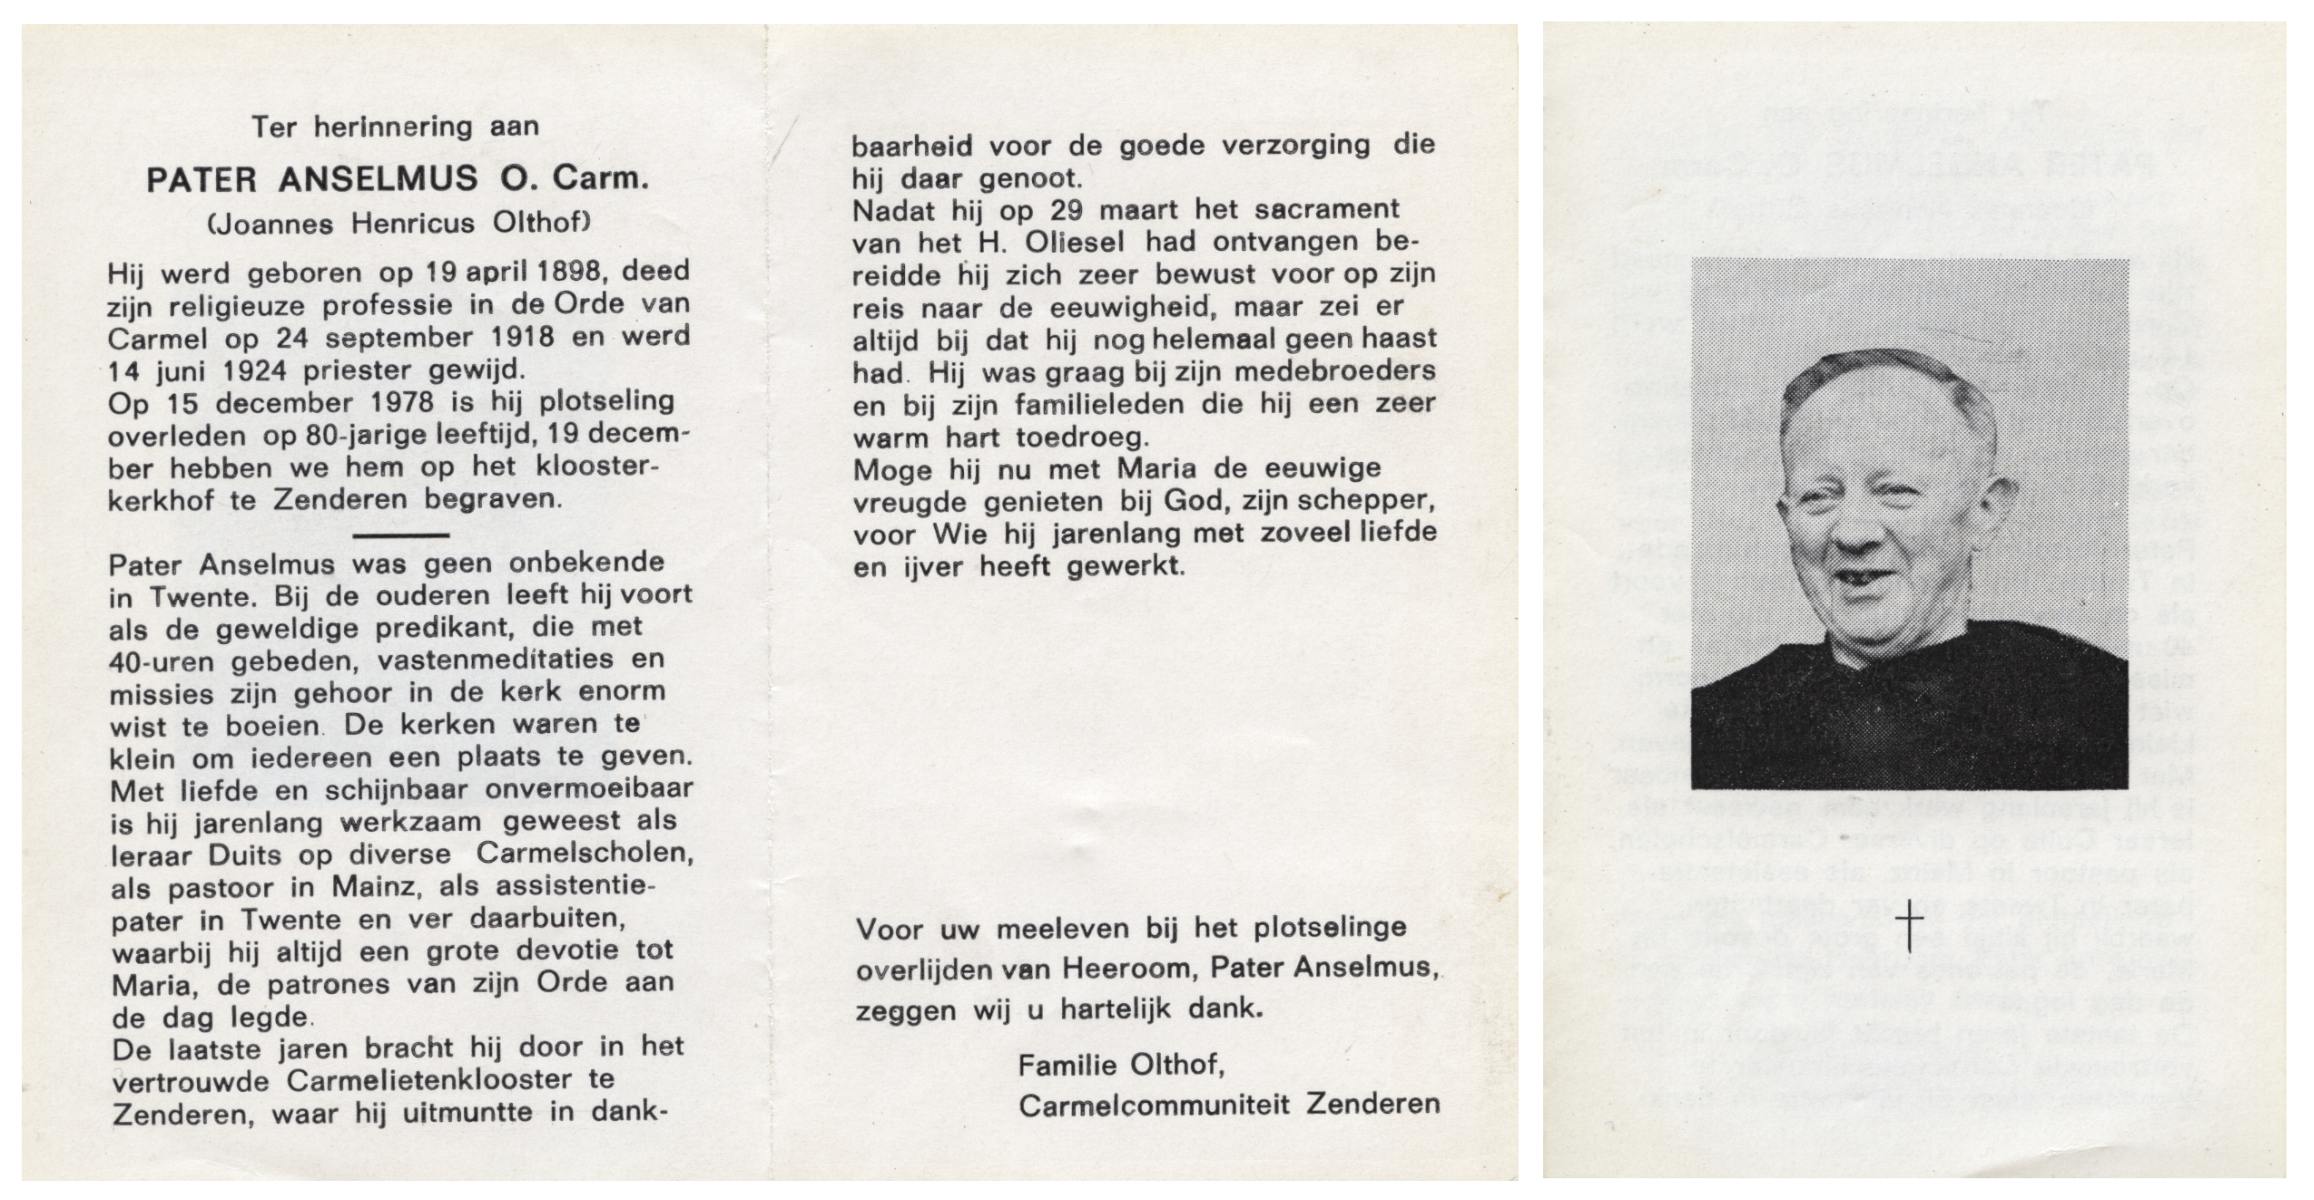 Ter herinnering aan
PATER ANSELMUS O. Carm.
(Joannes Henricus Olthof)
Hij werd geboren op 19 april 1898, deed
zijn religieuze professie in de Orde van
Carmel op 24 september 1918 en werd
14 juni 1924 priester gewijd.
Op 15 december 1978 is hij plotseling
overleden op 80-jarige leeftijd, 19 decem-
ber hebben we hem op het klooster-
kerkhof te Zenderen begraven.
Pater Anselmus was geen onbekende
in Twente. Bij de ouderen leeft hij voort
als de geweldige predikant, die met
40-uren gebeden, vastenmeditaties en
missies zijn gehoor in de kerk enorm
wist te boeien. De kerken waren te
klein om iedereen een plaats te geven.
Met liefde en schijnbaar onvermoeibaar
is hij jarenlang werkzaam geweest als
leraar Duits op diverse Carmelscholen,
als pastoor in Mainz, als assistentie-
pater in Twente en ver daarbuiten,
waarbij hij altijd een grote devotie tot
Maria, de patrones van zijn Orde aan
de dag legde.
De laatste jaren bracht hij door in het
vertrouwde Carmelietenklooster te
Zenderen, waar hij uitmuntte in dank-
baarheid voor de goede verzorging die
hij daar genoot.
Nadat hij op 29 maart het sacrament
van het H. Oliesel had ontvangen be-
reidde hij zich zeer bewust voor op zijn
reis naar de eeuwigheid, maar zei er
altijd bij dat hij nog helemaal geen haast
had. Hij was graag bij zijn medebroeders
en bij zijn familieleden die hij een zeer
warm hart toedroeg.
Moge hij nu met Maria de eeuwige
vreugde genieten bij God, zijn schepper,
voor Wie hij jarenlang met zoveel liefde
en ijver heeft gewerkt.
Voor uw meeleven bij het plotselinge
overlijden van Heeroom, Pater Anselmus,
zeggen wij u hartelijk dank.
Familie Olthof,
Carmelcommuniteit Zenderen